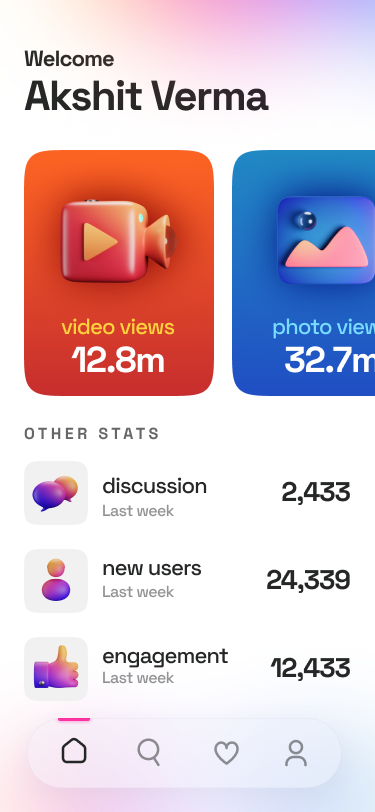 Welcome
Akshit Verma
video views
12.8m
photo view
32.7m
OTHER STATS
discussion
Last week
2,433
new users
Last week
24,339
engagement
Last week
12,433